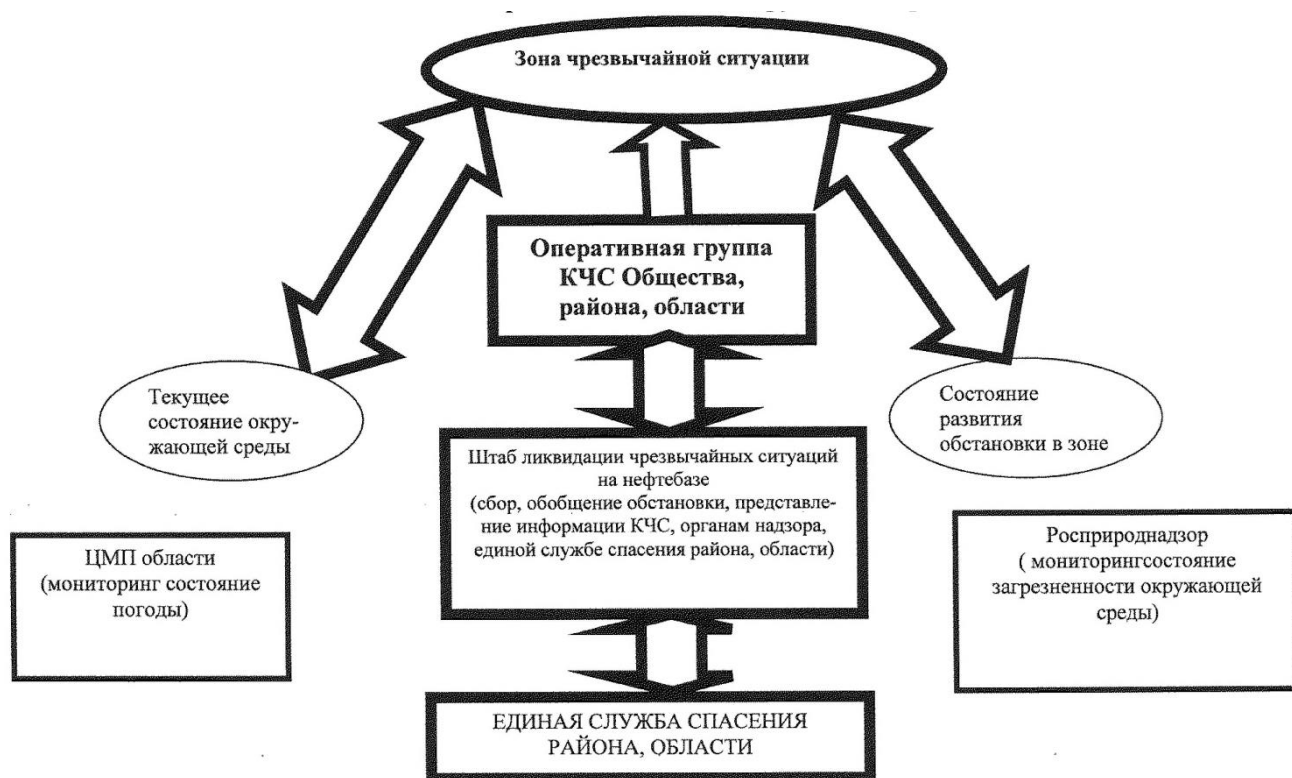 Зона чрезвычайной ситуации
Оперативная группа
КЧС Общества,
района, области
Текущее
состояние окру-
жающей среды
Состояние
развития
обстановки в зоне
Штаб ликвидации чрезвычайных ситуаций
на нефтебазе
(сбор, обобщение обстановки, представле-
ние информации КЧС, органам надзора,
единой службе спасения района, области)
ЦМП области
(мониторинг состояние
погоды)
Росприроднадзор
( мониторингсостояние
загрезненности окружающей
среды)
ЕДИНАЯ СЛУЖБА СПАСЕНИЯ
РАЙОНА, ОБЛАСТИ